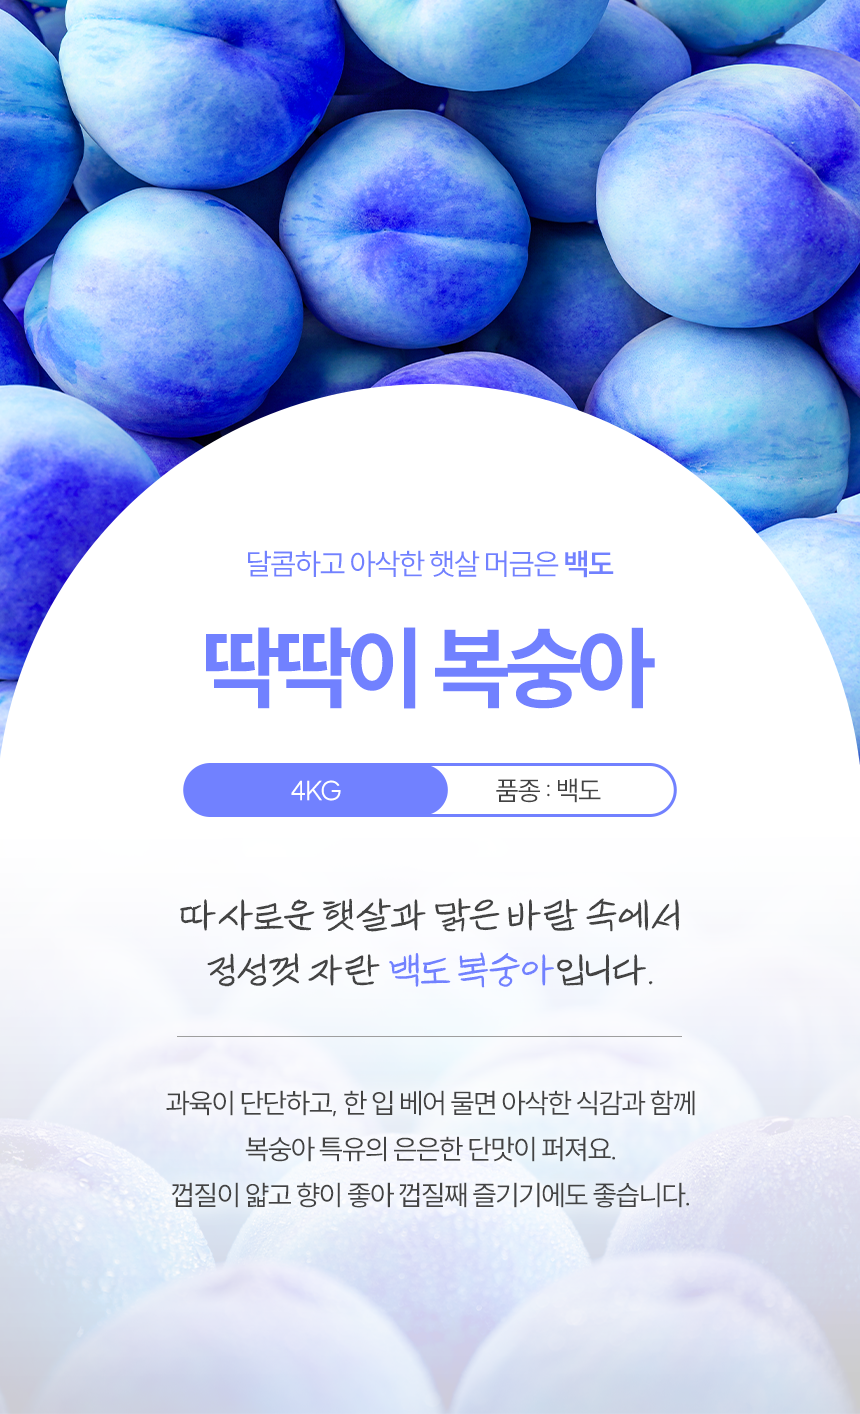 달콤하고 아삭한 햇살 머금은 백도
딱딱이 복숭아
4KG
품종 : 백도
따사로운 햇살과 맑은 바람 속에서
정성껏 자란 백도 복숭아입니다.
과육이 단단하고, 한 입 베어 물면 아삭한 식감과 함께
복숭아 특유의 은은한 단맛이 퍼져요.
껍질이 얇고 향이 좋아 껍질째 즐기기에도 좋습니다.